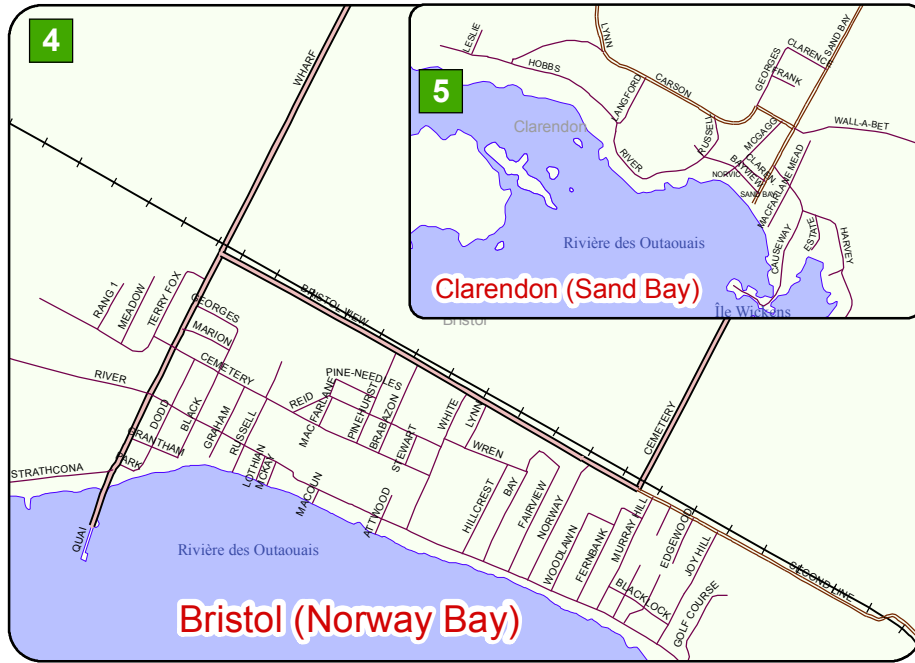 4
WHARF
RANG 1
MEADOW
TERRY FOX
GEORGES
MARION
BRISTOL VIEW
Bristol
CEMETERY
RIVER
DODD
BLACK
GRAHAM
RUSSELL
GRANTHAM
PARK
STRATHCONA
QUAI
REID
PINE-NEEDLES
MAC FARLANE
PINEHURST
BRABAZON
STEWART
WHITE
LYNN
WREN
LOTHIAN
MCKAY
MACOUN
ATTWOOD
HILLCREST
BAY
FAIRVIEW
NORWAY
WOODLAWN
FERNBANK
MURRAY HILL
BLACKLOCK
EDGEWOOD
JOY HILL
GOLF COURSE
CEMETERY
SECOND LINE
Rivière des Outaouais
Bristol (Norway Bay)
5
LESLIE
HOBBS
LYNN
CARSON
LANGFORD
RIVER
RUSSELL
GEORGES
FRANK
CLARENCE
SAND BAY
WALL-A-BET
MCGAGG
CLAREN
BAYVIEW
NORVIC
SAND BAY
MACFARLANE MEAD
CAUSEWAY
ESTATE
HARVEY
Clarendon
Rivière des Outaouais
Clarendon (Sand Bay)
Île Wickens